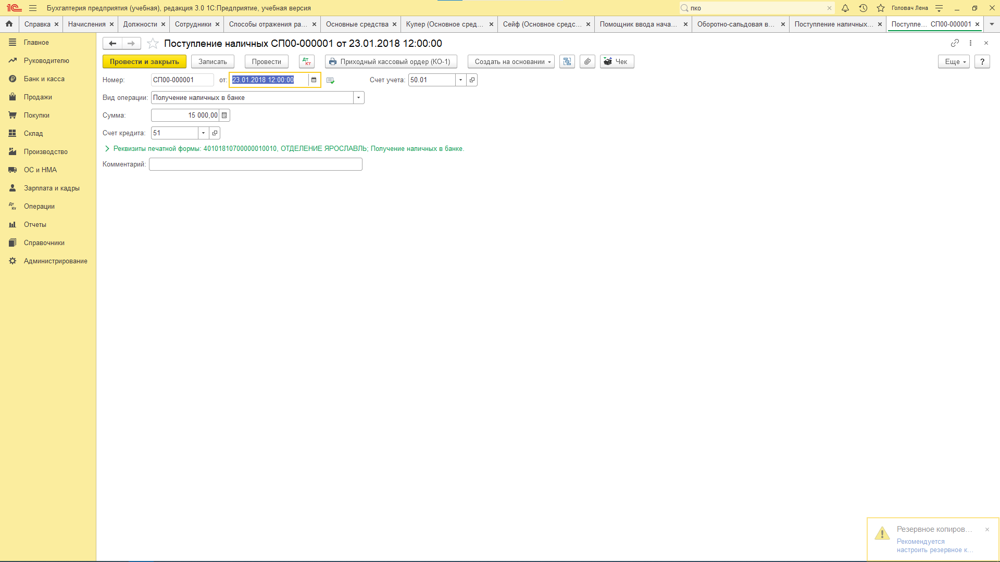 1С Бухгалтерия предприятия (учебная), редакция 3.0 1С:Предприятие, учебная версия пко Головач Лена
Справка Начисления Должности Сотрудники Способы отражения ра... Основные средства Кулер (Основное сред... Сейф (Основное средс... Помощник ввода нача... Оборотно-сальдовая в... Поступление наличных... Поступле... СП00-000001
Главное
Руководителю
Банк и касса
Продажи
Покупки
Склад
Производство
ОС и НМА
Зарплата и кадры
Операции
Отчеты
Справочники
Администрирование
Поступление наличных СП00-000001 от 23.01.2018 12:00:00
Провести и закрыть Записать Провести Дт Кт Приходный кассовый ордер (КО-1) Создать на основании Чек Еще ?
Номер: СП00-000001 от: 23.01.2018 12:00:00 Счет учета: 50.01
Вид операции: Получение наличных в банке
Сумма: 15 000,00
Счет кредита: 51
Реквизиты печатной формы: 40101810700000010010, ОТДЕЛЕНИЕ ЯРОСЛАВЛЬ; Получение наличных в банке.
Комментарий:
Резервное копиров...
Рекомендуется
настроить резервное к...